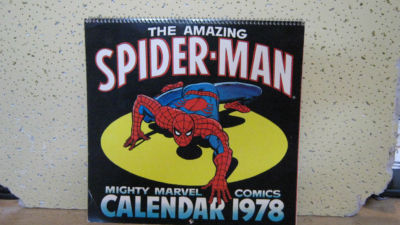 THE AMAZING
SPIDER-MAN
MIGHTY MARVEL COMICS
CALENDAR 1978